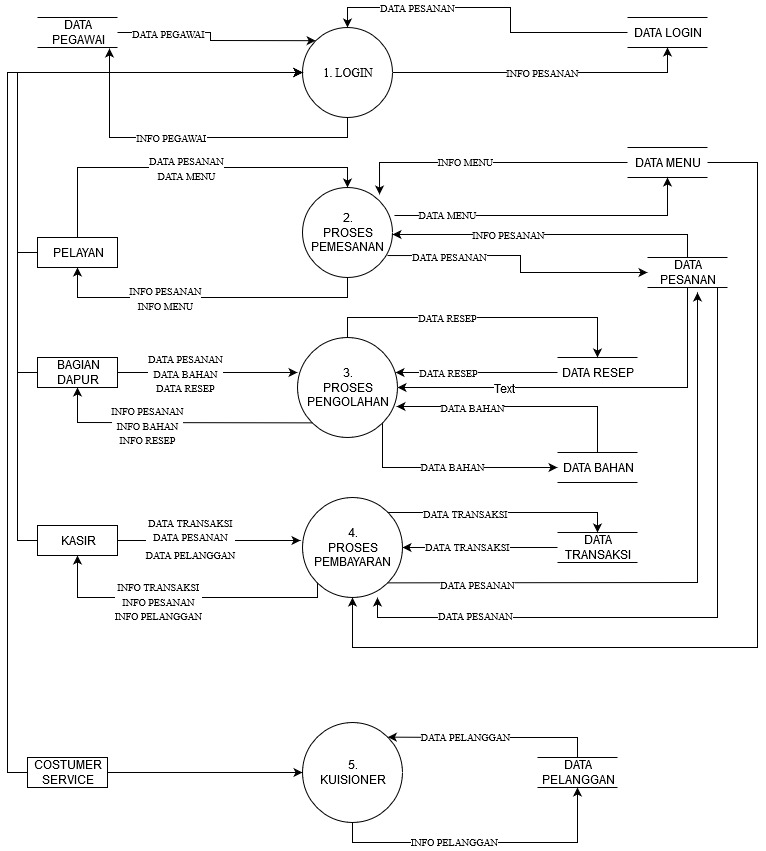 DATA PESANAN
DATA
PEGAWAI
DATA PEGAWAI
DATA LOGIN
1. LOGIN
INFO PESANAN
INFO PEGAWAI
DATA PESANAN
DATA MENU
INFO MENU
DATA MENU
2.
PROSES
PEMESANAN
DATA MENU
INFO PESANAN
PELAYAN
DATA PESANAN
DATA
PESANAN
INFO PESANAN
INFO MENU
DATA RESEP
BAGIAN
DAPUR
DATA PESANAN
DATA BAHAN
DATA RESEP
3.
PROSES
PENGOLAHAN
DATA RESEP
DATA RESEP
Text
DATA BAHAN
INFO PESANAN
INFO BAHAN
INFO RESEP
DATA BAHAN
DATA BAHAN
DATA TRANSAKSI
KASIR
DATA TRANSAKSI
DATA PESANAN
DATA PELANGGAN
4.
PROSES
PEMBAYARAN
DATA TRANSAKSI
DATA
TRANSAKSI
DATA PESANAN
INFO TRANSAKSI
INFO PESANAN
INFO PELANGGAN
DATA PESANAN
DATA PELANGGAN
COSTUMER
SERVICE
5.
KUISIONER
DATA
PELANGGAN
INFO PELANGGAN